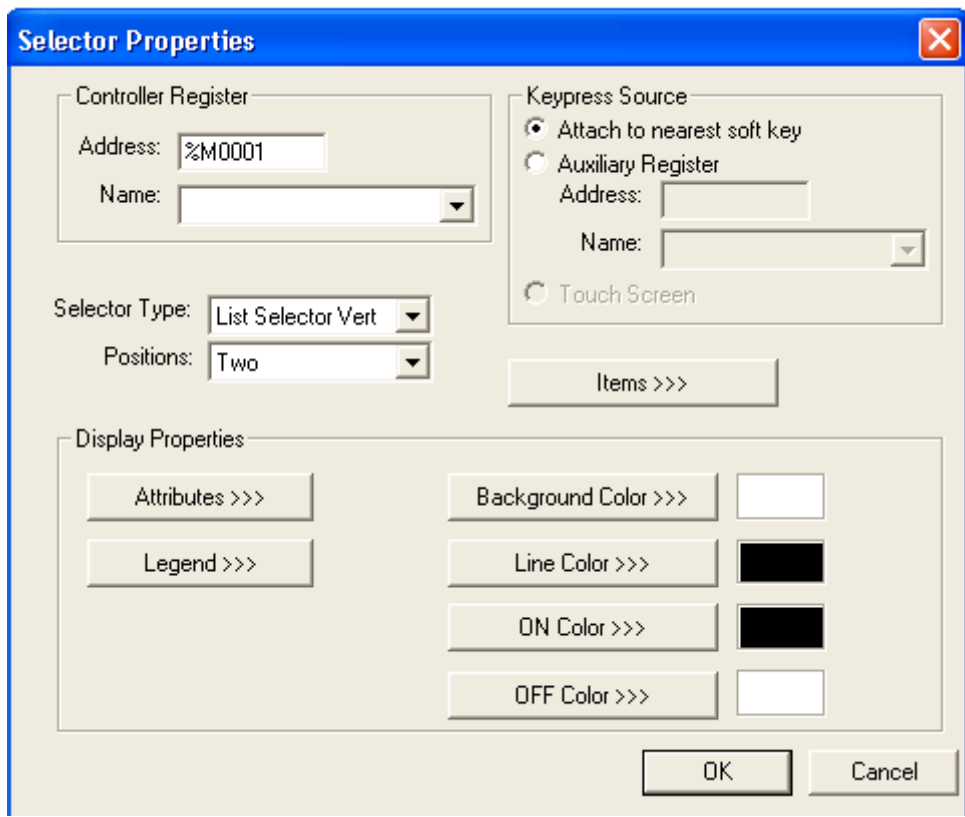 Selector Properties
Controller Register
Address: %M0001
Name:
Keypress Source
Attach to nearest soft key
Auxiliary Register
Address:
Name:
Touch Screen
Selector Type: List Selector Vert
Positions: Two
Items >>>
Display Properties
Attributes >>>
Background Color >>>
Legend >>>
Line Color >>>
ON Color >>>
OFF Color >>>
OK
Cancel